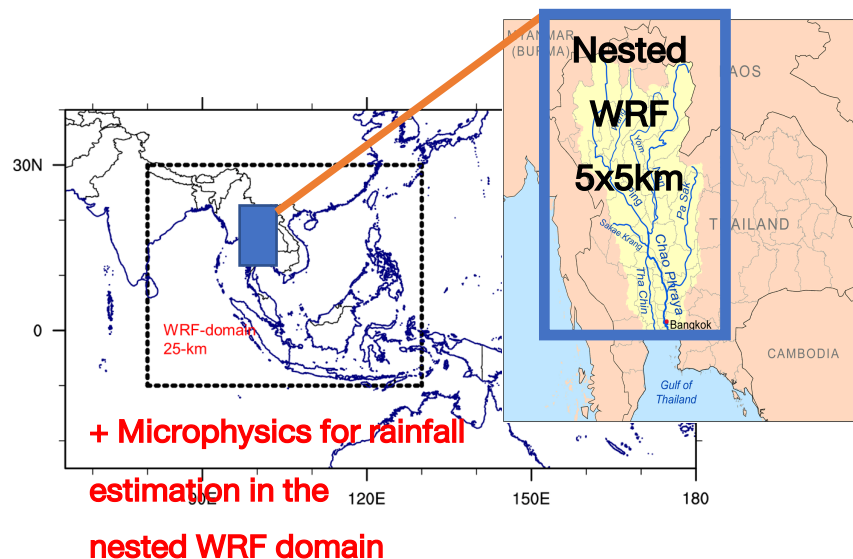 MYANMAR
(BURMA)
LAOS
Nested
WRF
5x5km
Yom
Ping
Pa Sak
Sakae Krang
THAILAND
Chao Phraya
Tha Chin
Bangkok
CAMBODIA
Gulf of
Thailand
30N
0
WRF-domain
25-km
90E
120E
150E
180
+ Microphysics for rainfall
estimation in the
nested WRF domain